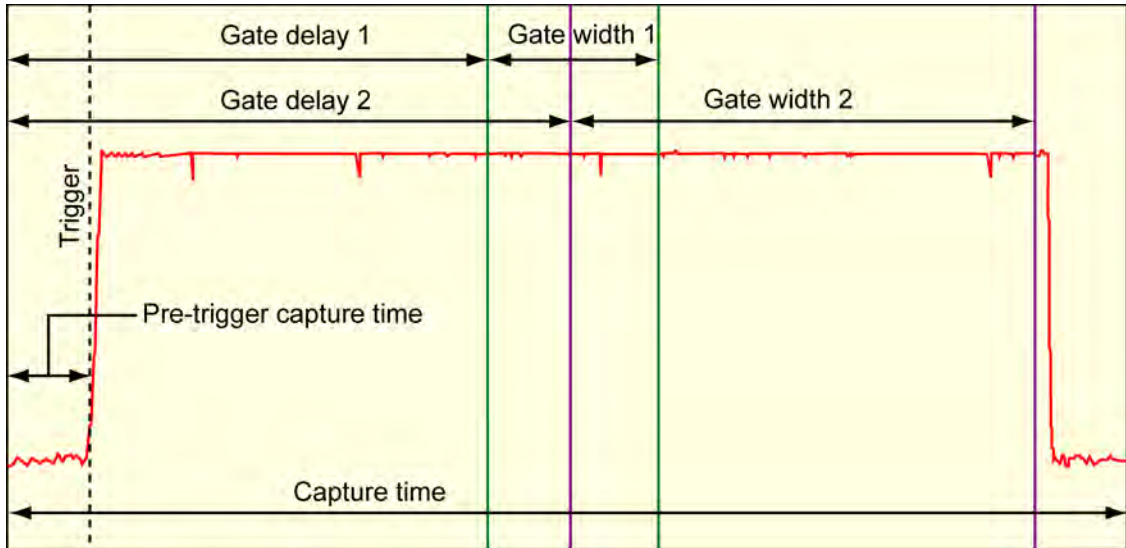 Gate delay 1
Gate width 1
Gate delay 2
Gate width 2
Trigger
Pre-trigger capture time
Capture time